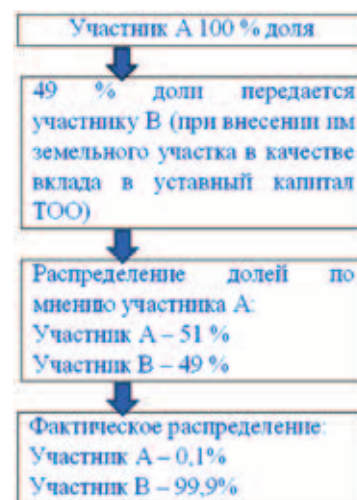 Участник А 100 % доля
49 % доли передается
участнику В (при внесении им
земельного участка в качестве
вклада в уставный капитал
ТОО)
Распределение долей по
мнению участника А:
Участник А – 51 %
Участник В – 49 %
Фактическое распределение:
Участник А – 0,1%
Участник В – 99,9%